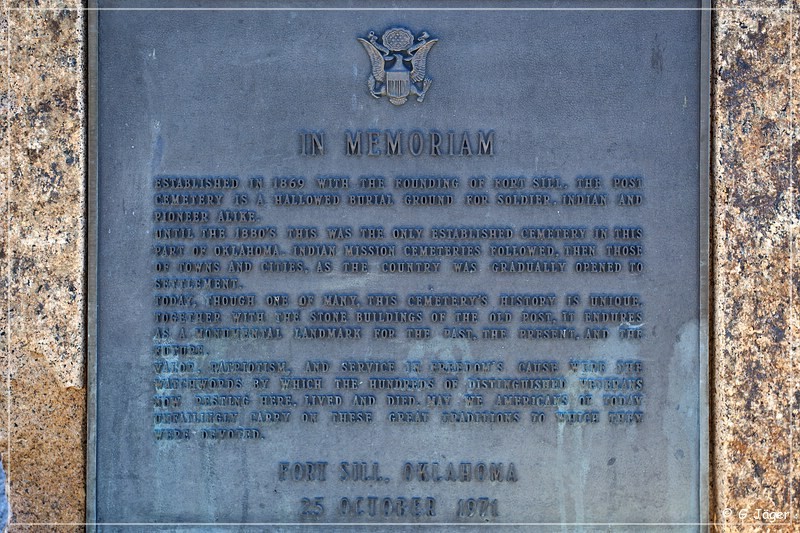 IN MEMORIAM
ESTABLISHED IN 1869 WITH THE FOUNDING OF FORT SILL, THE POST
CEMETERY IS A HALLOWED BURIAL GROUND FOR SOLDIER, INDIAN AND
PIONEER ALIKE.
UNTIL THE 1880'S THIS WAS THE ONLY ESTABLISHED CEMETERY IN THIS
PART OF OKLAHOMA. INDIAN MISSION CEMETERIES FOLLOWED, THEN THOSE
OF TOWNS AND CITIES, AS THE COUNTRY WAS GRADUALLY OPENED TO
SETTLEMENT.
TODAY, THOUGH ONE OF MANY, THIS CEMETERY'S HISTORY IS UNIQUE.
TOGETHER WITH THE STONE BUILDINGS OF THE OLD POST, IT ENDURES
AS A MONUMENTAL LANDMARK FOR THE PAST, THE PRESENT, AND THE
FUTURE.
VALOR, PATRIOTISM, AND SERVICE IN FREEDOM'S CAUSE WERE THE
WATCHWORDS BY WHICH THE HUNDREDS OF DISTINGUISHED VETERANS
NOW RESTING HERE, LIVED AND DIED. MAY WE AMERICANS OF TODAY
UNFAILINGLY CARRY ON THESE GREAT TRADITIONS TO WHICH THEY
WERE DEVOTED.
FORT SILL, OKLAHOMA
25 OCTOBER 1971
© G. Jäger